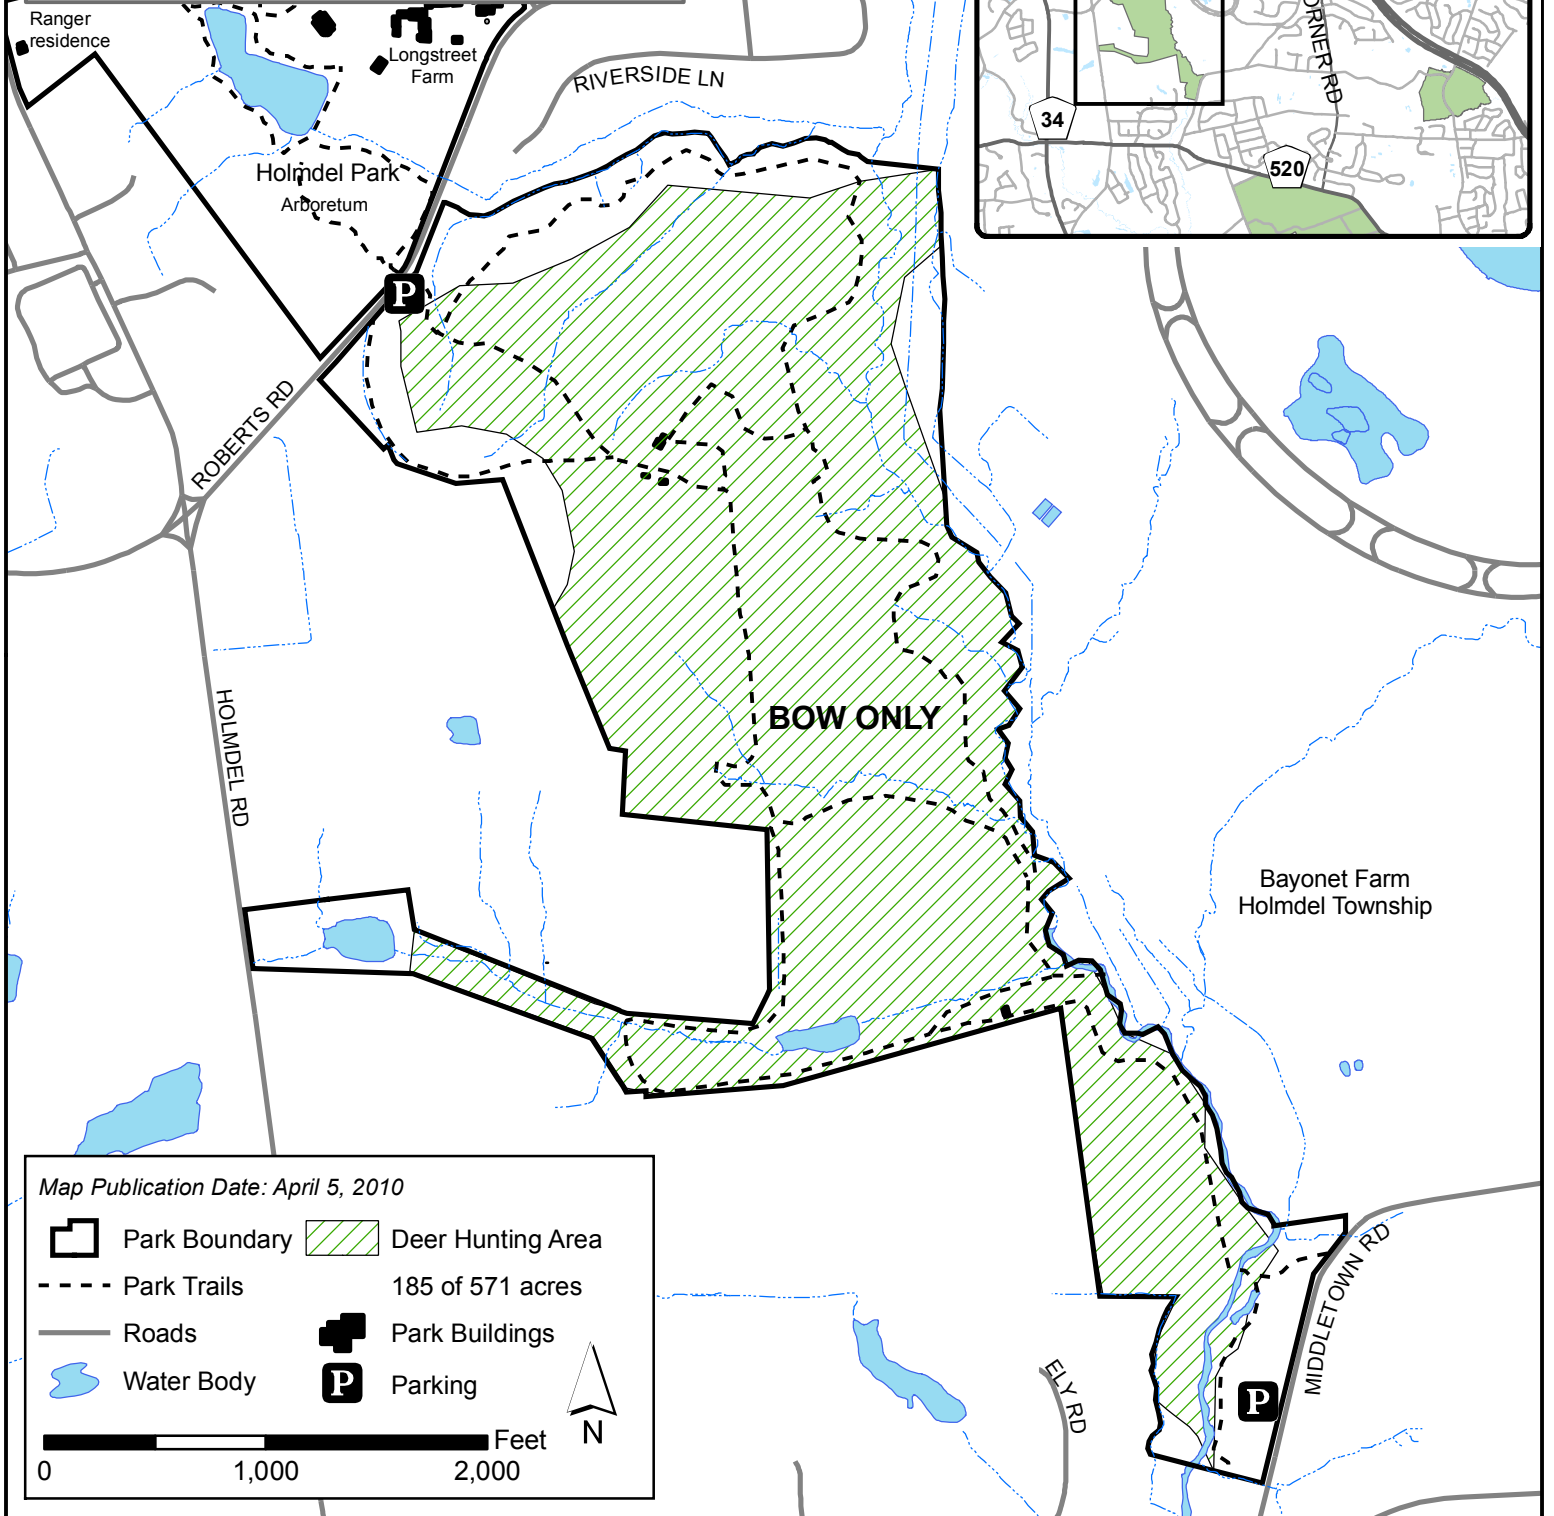 Ranger
residence
Longstreet
Farm
RIVERSIDE LN
ORNER RD
34
520
Holmdel Park
Arboretum
P
ROBERTS RD
HOLMDEL RD
BOW ONLY
Bayonet Farm
Holmdel Township
MIDDLETOWN RD
ELY RD
P
Map Publication Date: April 5, 2010
Park Boundary
Deer Hunting Area
Park Trails
185 of 571 acres
Roads
Park Buildings
Water Body
P
Parking
N
Feet
0
1,000
2,000